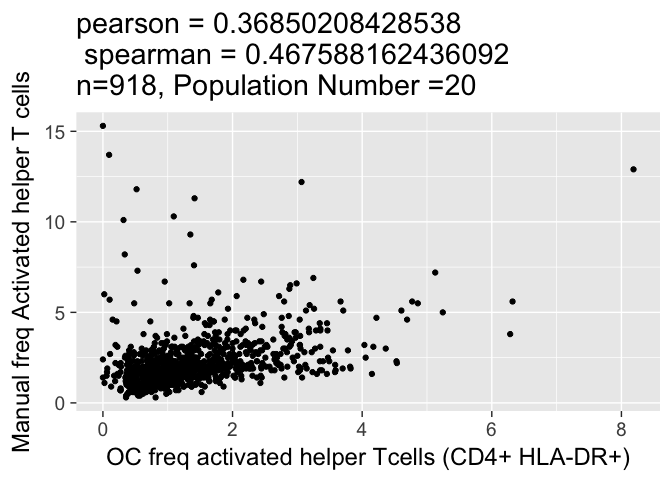 pearson = 0.36850208428538
spearman = 0.467588162436092
n=918, Population Number =20
Manual freq Activated helper T cells
15
10
5
0
0 2 4 6 8
OC freq activated helper Tcells (CD4+ HLA-DR+)